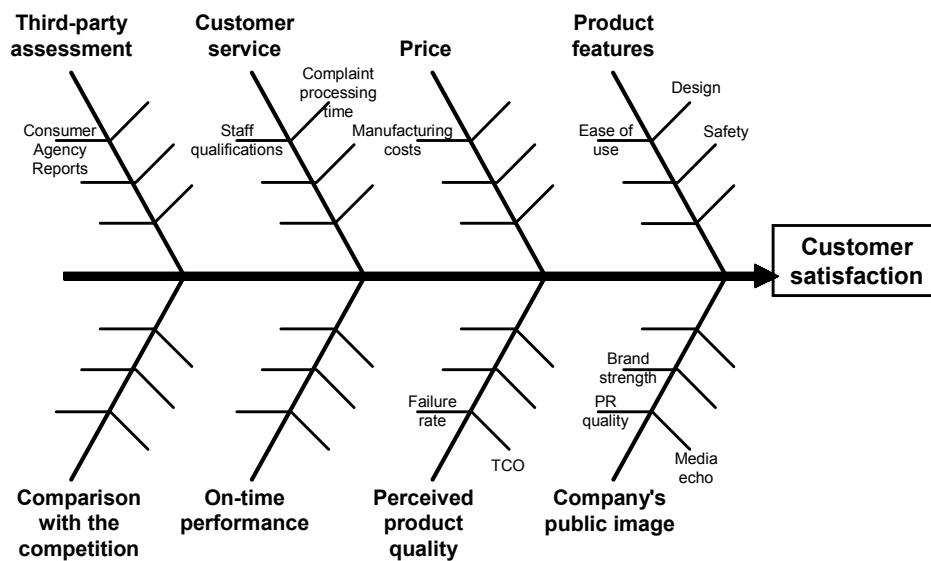 Third-party
assessment
Customer
service
Price
Product
features
Complaint
processing
time
Design
Consumer
Agency
Reports
Staff
qualifications
Manufacturing
costs
Ease of
use
Safety
Customer
satisfaction
Brand
strength
Failure
rate
PR
quality
TCO
Media
echo
Comparison
with the
competition
On-time
performance
Perceived
product
quality
Company's
public image